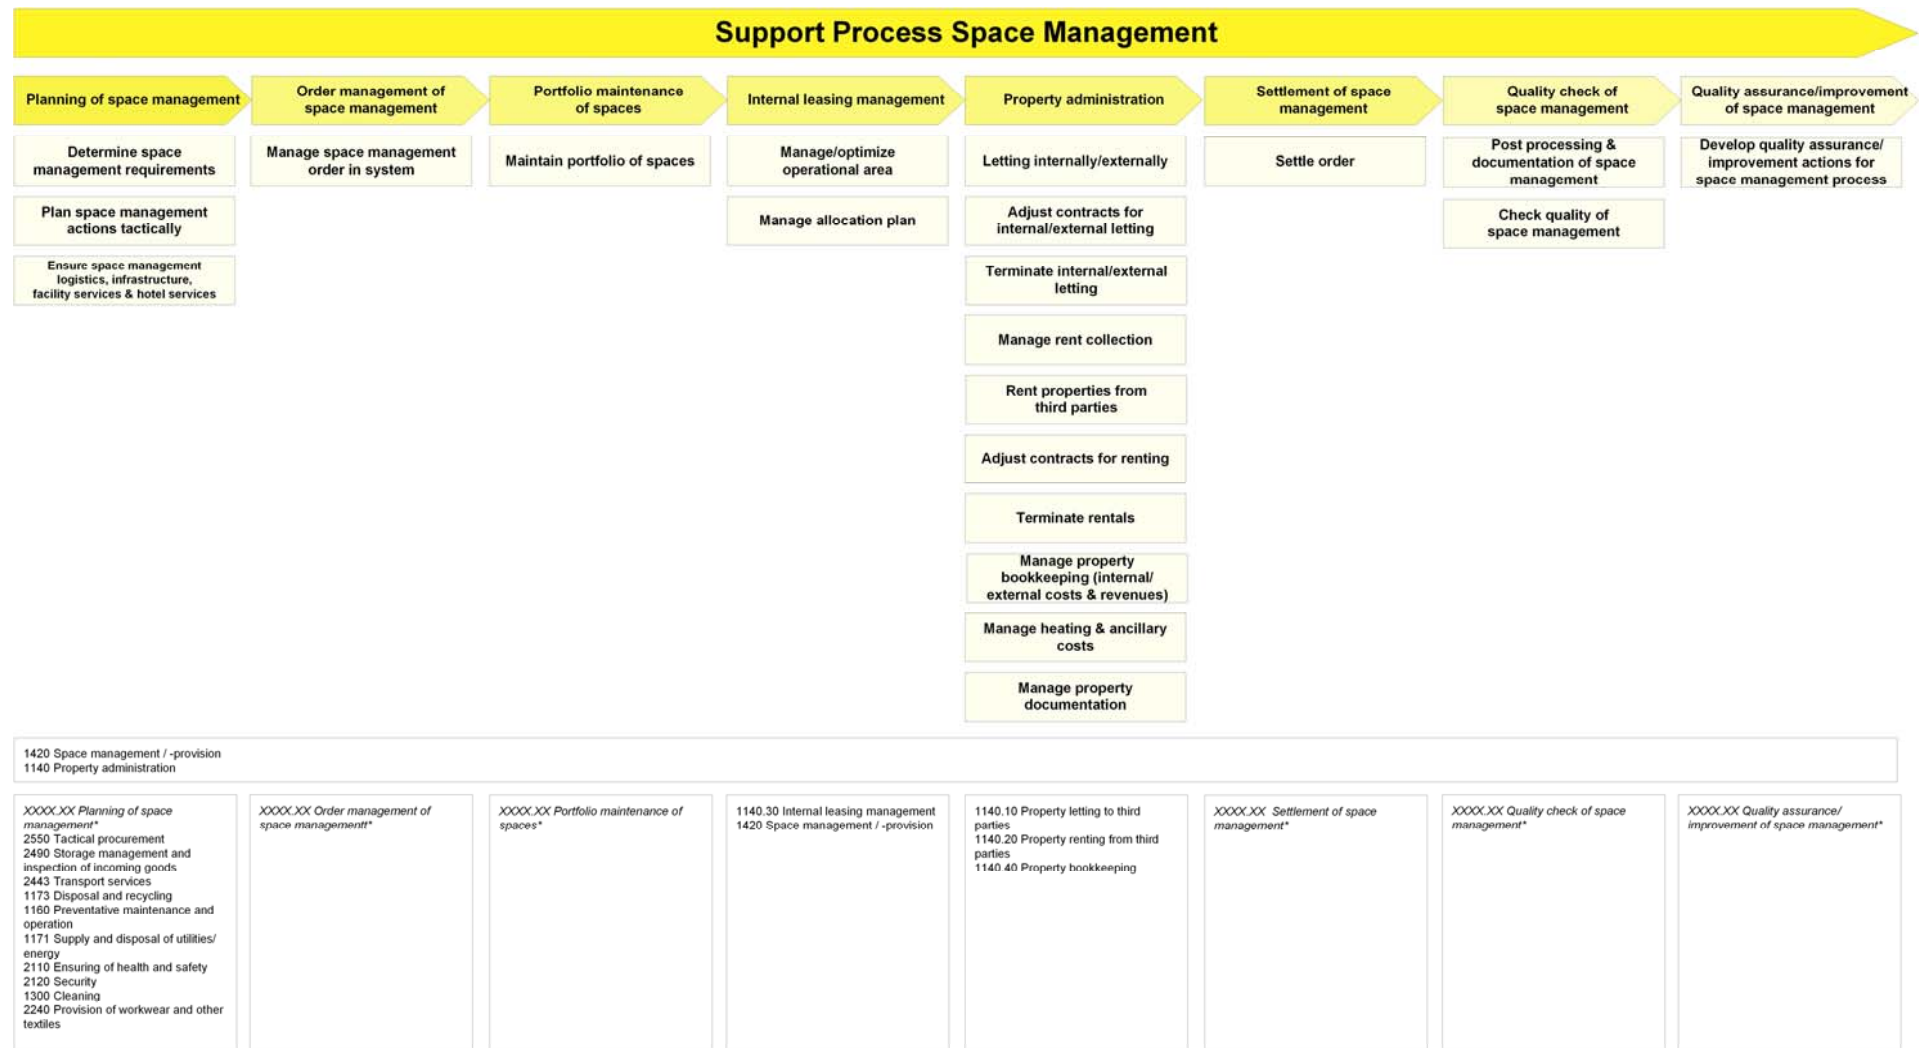 Support Process Space Management
Planning of space management
Order management of
space management
Portfolio maintenance
of spaces
Internal leasing management
Property administration
Settlement of space
management
Quality check of
space management
Quality assurance/improvement
of space management
Determine space
management requirements
Plan space management
actions tactically
Ensure space management
logistics, infrastructure,
facility services & hotel services
Manage space management
order in system
Maintain portfolio of spaces
Manage/optimize
operational area
Manage allocation plan
Letting internally/externally
Adjust contracts for
internal/external letting
Terminate internal/external
letting
Manage rent collection
Rent properties from
third parties
Adjust contracts for renting
Terminate rentals
Manage property
bookkeeping (internal/
external costs & revenues)
Manage heating & ancillary
costs
Manage property
documentation
Settle order
Post processing &
documentation of space
management
Check quality of
space management
Develop quality assurance/
improvement actions for
space management process
1420 Space management / -provision
1140 Property administration
XXXX.XX Planning of space
management*
2550 Tactical procurement
2490 Storage management and
inspection of incoming goods
2443 Transport services
1173 Disposal and recycling
1160 Preventative maintenance and
operation
1171 Supply and disposal of utilities/
energy
2110 Ensuring of health and safety
2120 Security
1300 Cleaning
2240 Provision of workwear and other
textiles
XXXX.XX Order management of
space managementt*
XXXX.XX Portfolio maintenance of
spaces*
1140.30 Internal leasing management
1420 Space management / -provision
1140.10 Property letting to third
parties
1140.20 Property renting from third
parties
1140.40 Property bookkeeping
XXXX.XX Settlement of space
management*
XXXX.XX Quality check of space
management*
XXXX.XX Quality assurance/
improvement of space management*